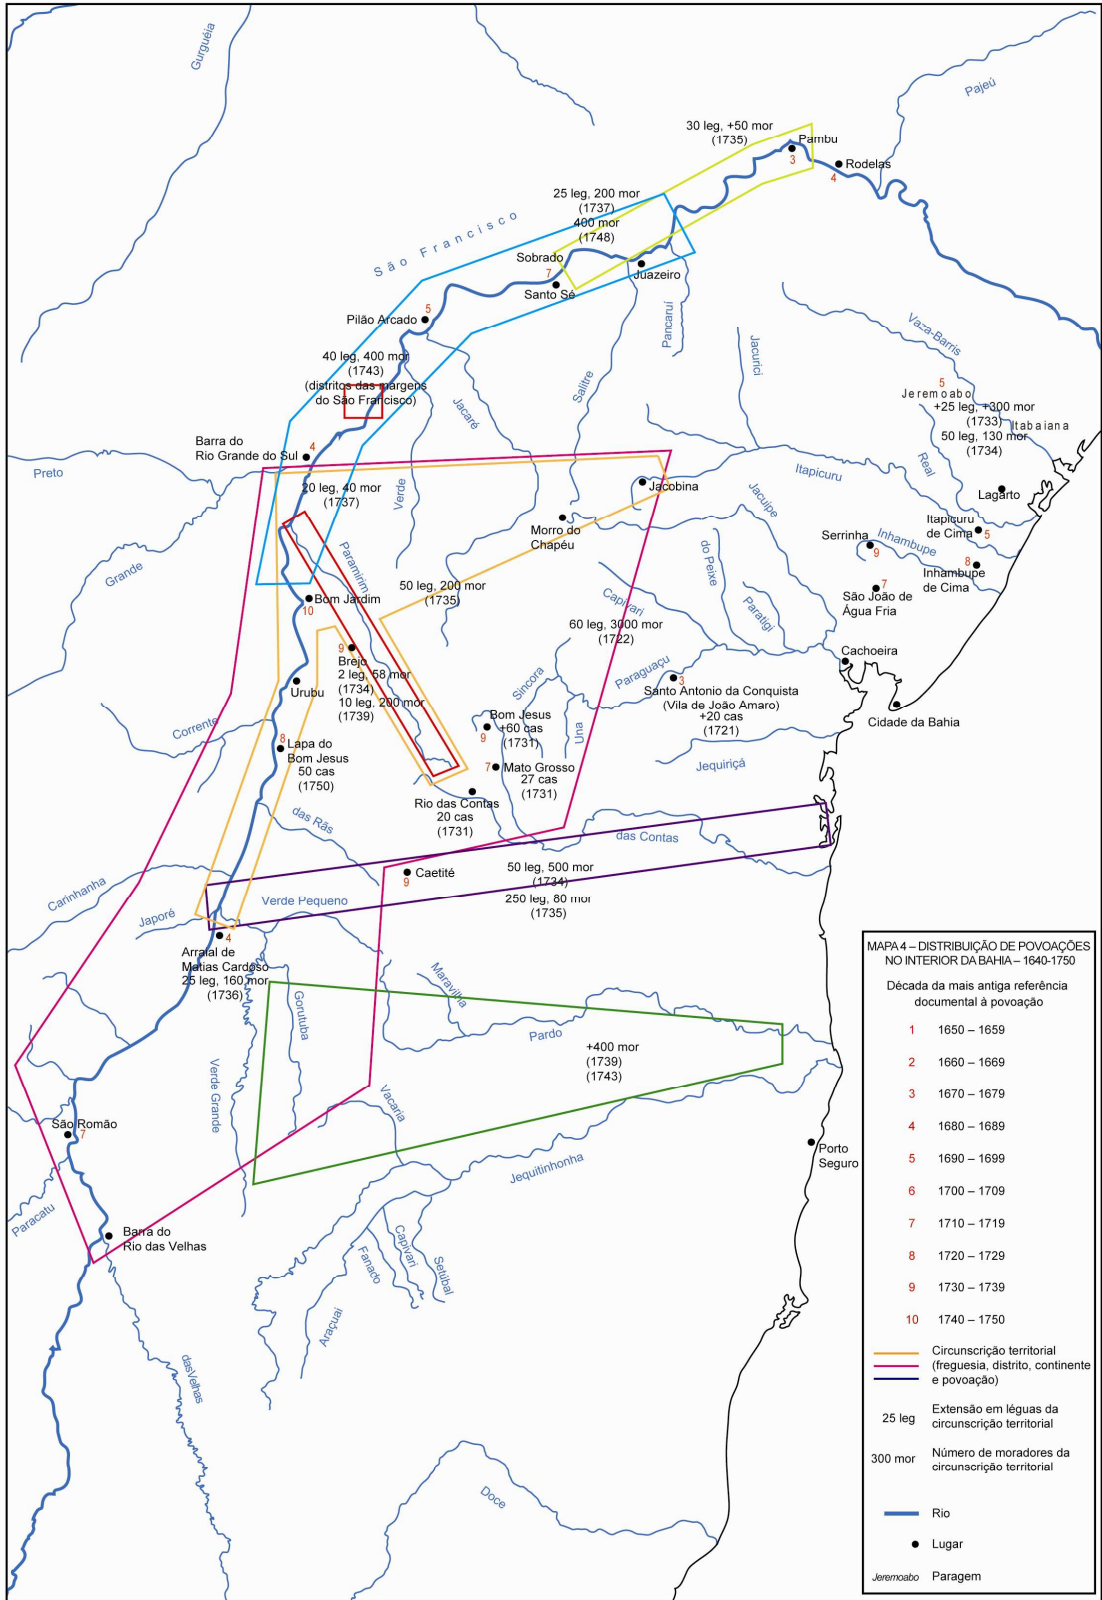 Gurguéia
Pajeú
30 leg, +50 mor
(1735)
Pambu
3
Rodelas
4
25 leg, 200 mor
(1737)
400 mor
(1748)
São Francisco
Sobrado
7
Santo Sé
Juazeiro
5
Pilão Arcado
Pancaruí
Vaza-Barris
Jacurici
40 leg, 400 mor
(1743)
(distritos das margens
do São Francisco)
Salitre
Jacaré
5
Jeremoabo
+25 leg, +300 mor
(1733)
Itabaiana
50 leg, 130 mor
(1734)
Barra do
Rio Grande do Sul
4
Preto
Real
Itapicuru
20 leg, 40 mor
(1737)
Verde
Jacobina
Jacuipe
Lagarto
Morro do
Chapéu
Itapicuru
de Cima
5
Serrinha
9
Inhambupe
do Peixe
8
Inhambupe
de Cima
Grande
Paramirim
50 leg, 200 mor
(1735)
7
São João de
Água Fria
Bom Jardim
10
Capivari
Paratigi
60 leg, 3000 mor
(1722)
9
Brejo
2 leg, 58 mor
(1734)
10 leg, 200 mor
(1739)
Cachoeira
Urubu
Sincora
Paraguaçu
3
Santo Antonio da Conquista
(Vila de João Amaro)
+20 cas
(1721)
Cidade da Bahia
Corrente
Bom Jesus
+60 cas
(1731)
9
Una
8
Lapa do
Bom Jesus
50 cas
(1750)
7
Mato Grosso
27 cas
(1731)
Jequiriçá
Rio das Contas
20 cas
(1731)
das Rãs
das Contas
Caetité
9
50 leg, 500 mor
(1734)
250 leg, 80 mor
(1735)
Carinhanha
Verde Pequeno
Japoré
4
Arraial de
Matias Cardoso
25 leg, 160 mor
(1736)
Maravilha
Gorutuba
Pardo
+400 mor
(1739)
(1743)
Verde Grande
Vacaria
São Romão
7
Porto
Seguro
Jequitinhonha
Paracatu
Barra do
Rio das Velhas
Fanado
Capivari
Setúbal
Araçuai
dasVelhas
Doce
MAPA 4 – DISTRIBUIÇÃO DE POVOAÇÕES
NO INTERIOR DA BAHIA – 1640-1750
Década da mais antiga referência
documental à povoação
1 1650 – 1659
2 1660 – 1669
3 1670 – 1679
4 1680 – 1689
5 1690 – 1699
6 1700 – 1709
7 1710 – 1719
8 1720 – 1729
9 1730 – 1739
10 1740 – 1750
Circunscrição territorial
(freguesia, distrito, continente
e povoação)
25 leg Extensão em léguas da
circunscrição territorial
300 mor Número de moradores da
circunscrição territorial
Rio
Lugar
Jeremoabo Paragem